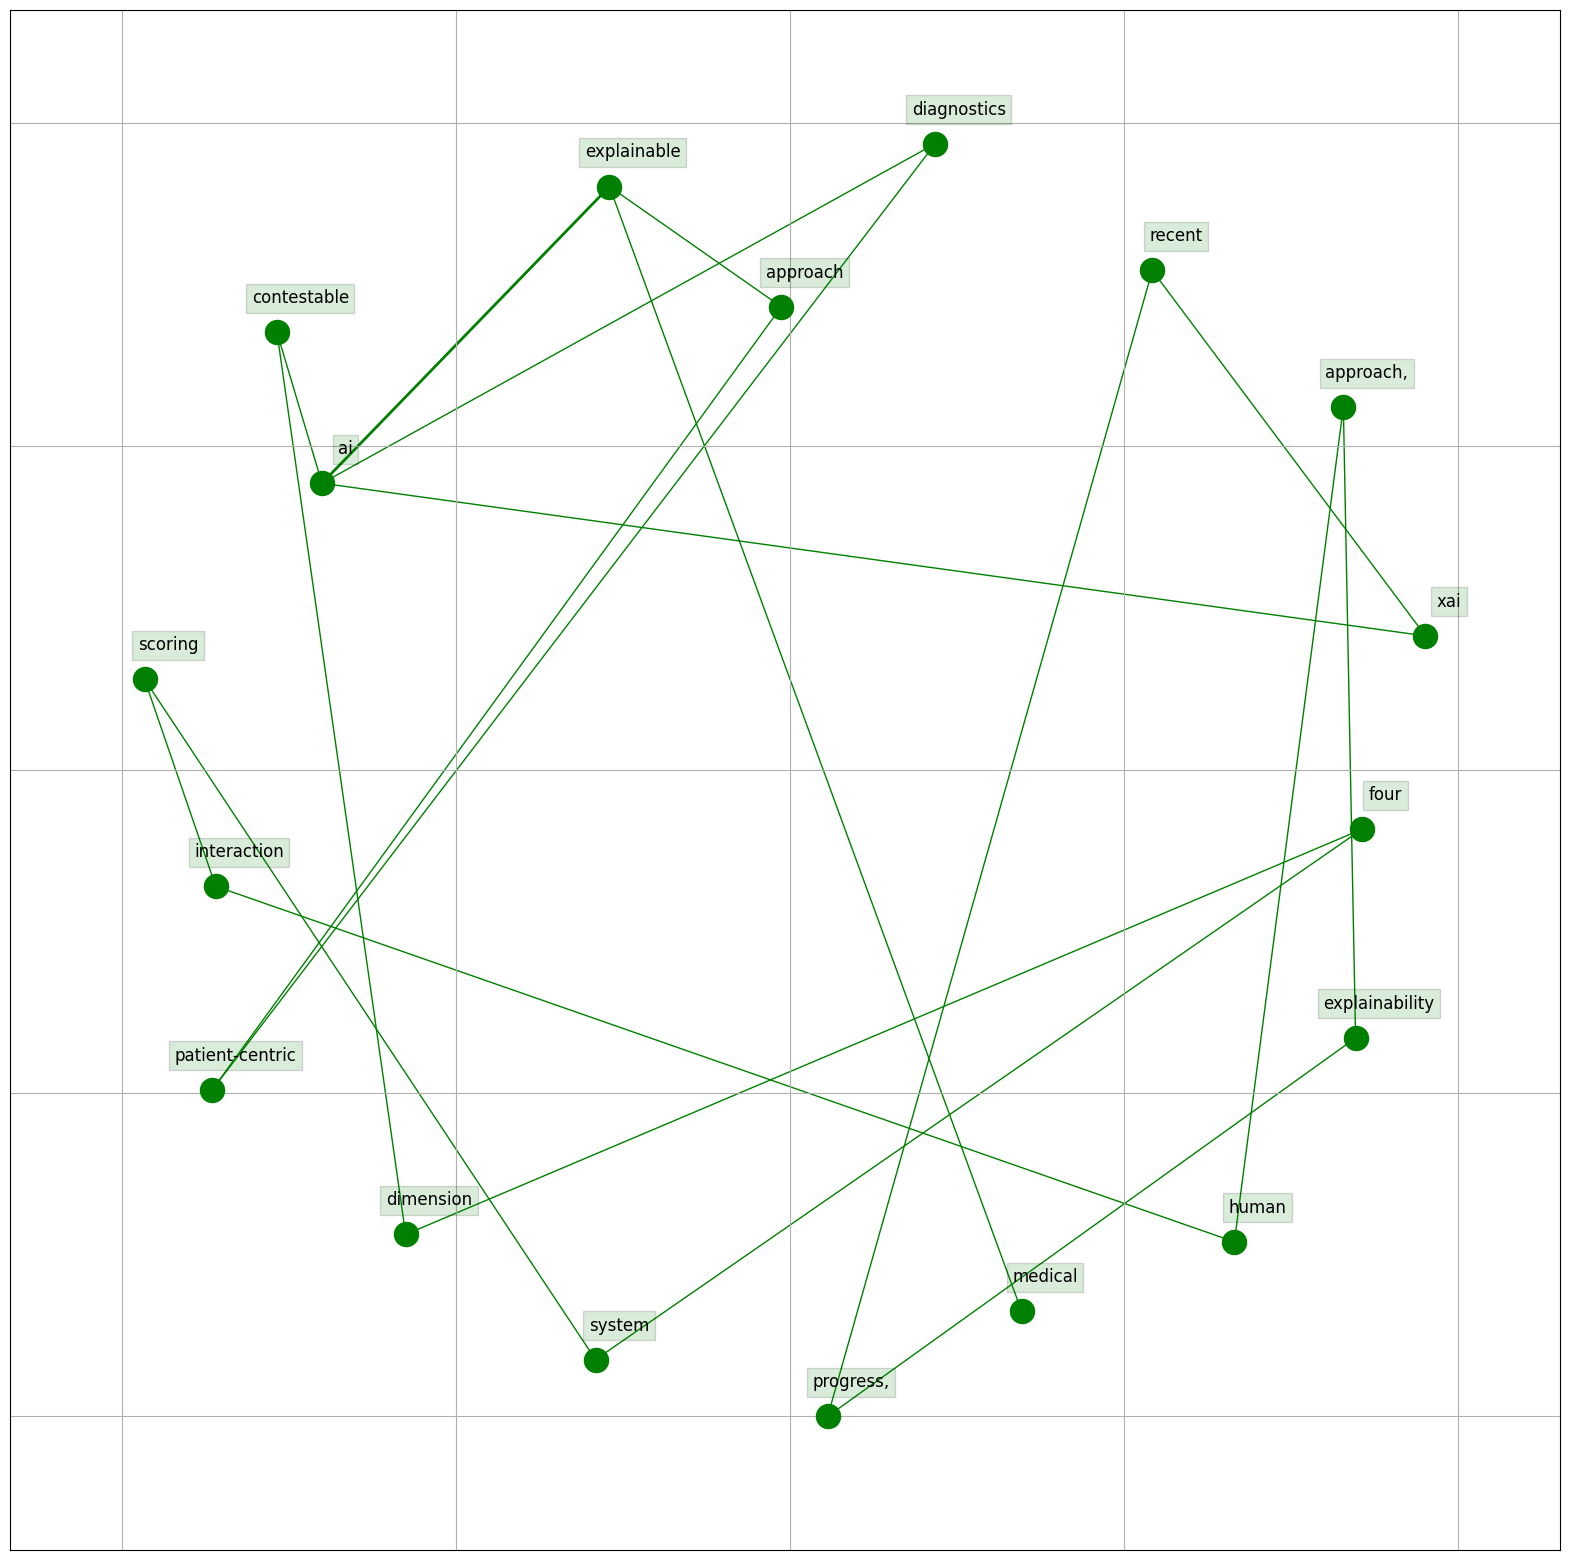 diagnostics
explainable
recent
approach
contestable
approach,
ai
xai
scoring
four
interaction
explainability
patient-centric
dimension
human
medical
system
progress,